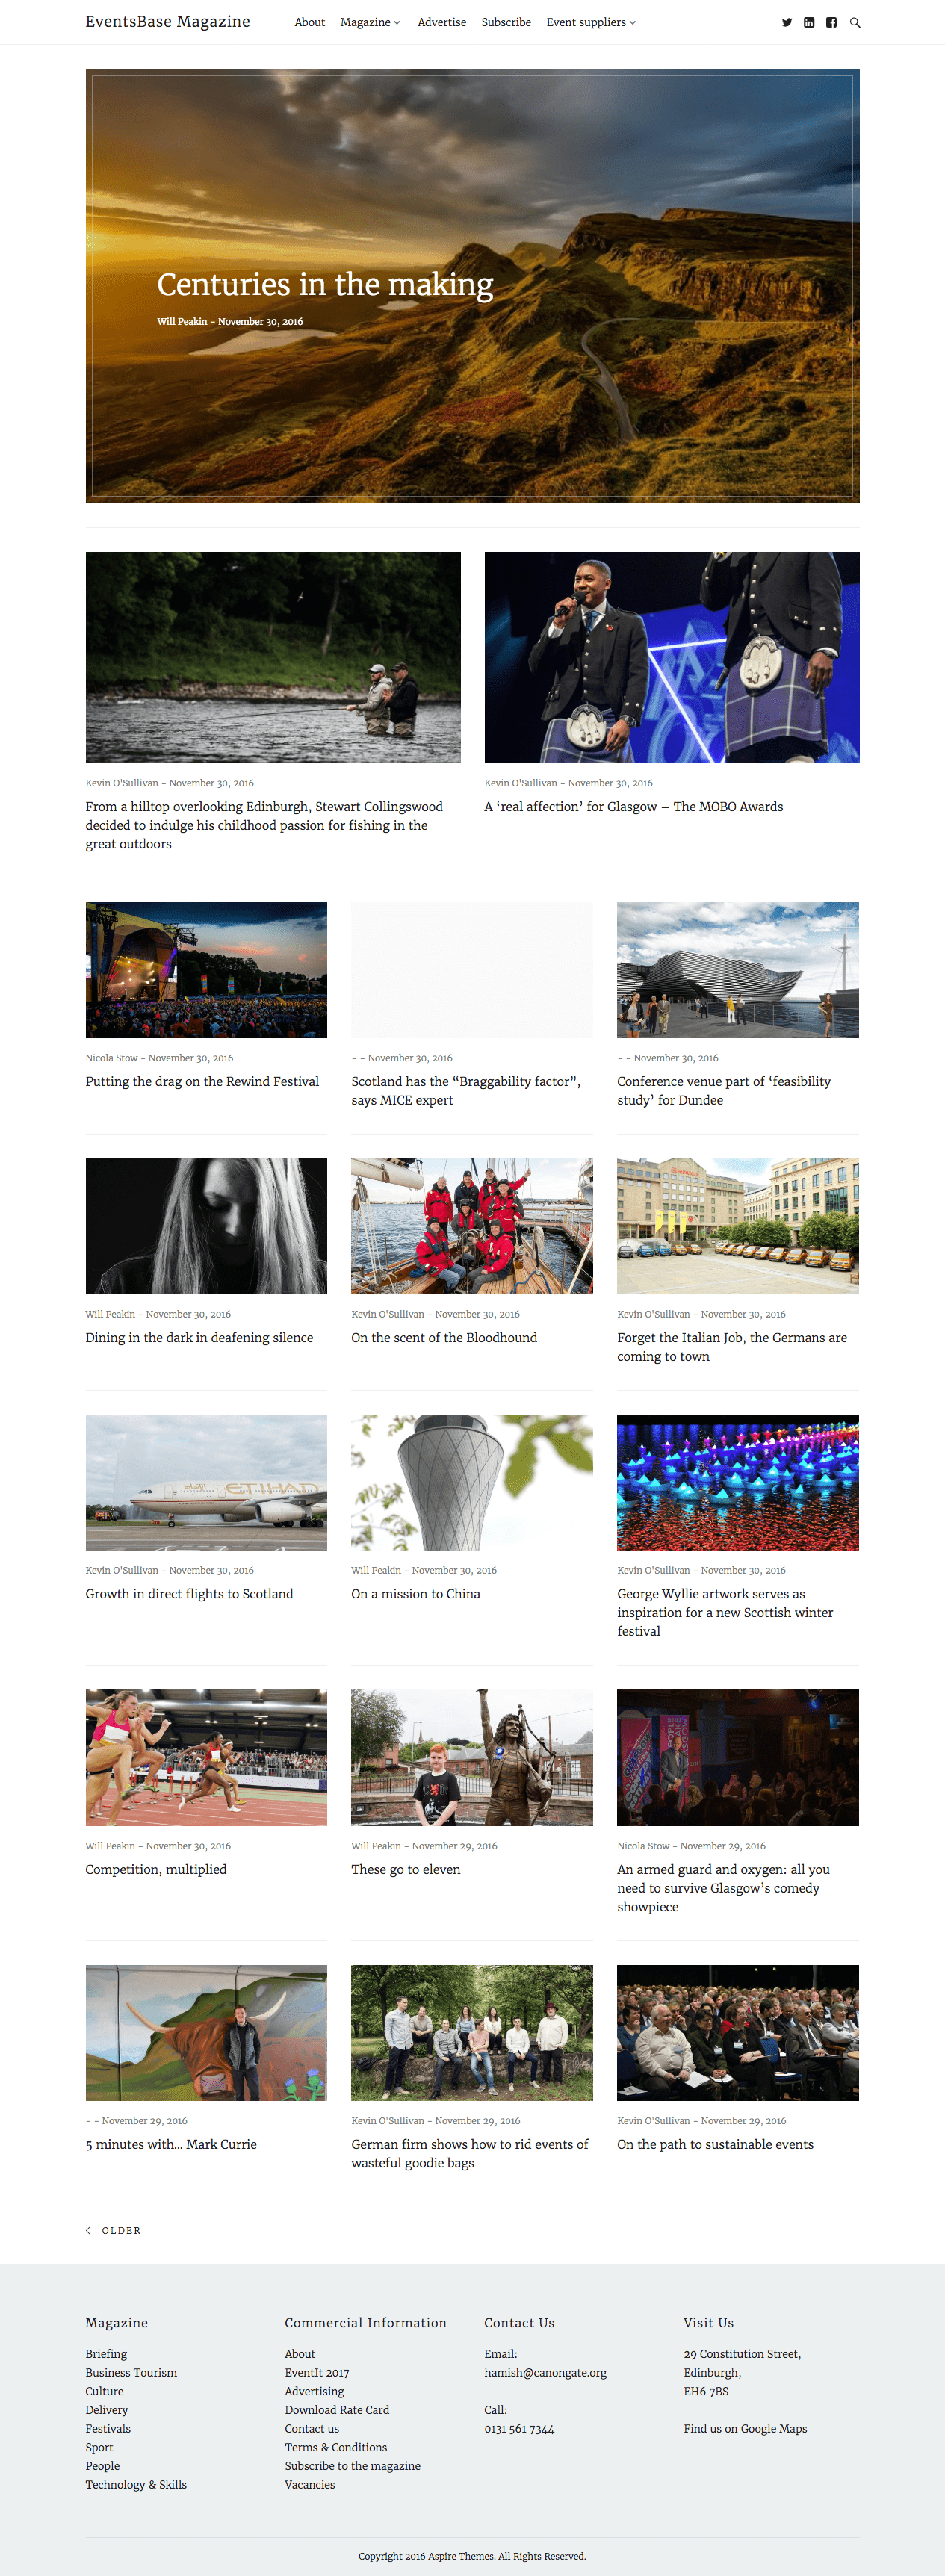 EventsBase Magazine
About Magazine Advertise Subscribe Event suppliers
Centuries in the making
Will Peakin - November 30, 2016
Kevin O'Sullivan - November 30, 2016
From a hilltop overlooking Edinburgh, Stewart Collingswood
decided to indulge his childhood passion for fishing in the
great outdoors
Kevin O'Sullivan - November 30, 2016
A ‘real affection’ for Glasgow – The MOBO Awards
Nicola Stow - November 30, 2016
Putting the drag on the Rewind Festival
- - November 30, 2016
Scotland has the “Braggability factor”,
says MICE expert
- - November 30, 2016
Conference venue part of ‘feasibility
study’ for Dundee
Will Peakin - November 30, 2016
Dining in the dark in deafening silence
Kevin O'Sullivan - November 30, 2016
On the scent of the Bloodhound
Kevin O'Sullivan - November 30, 2016
Forget the Italian Job, the Germans are
coming to town
ETIHAD
Kevin O'Sullivan - November 30, 2016
Growth in direct flights to Scotland
Will Peakin - November 30, 2016
On a mission to China
Kevin O'Sullivan - November 30, 2016
George Wyllie artwork serves as
inspiration for a new Scottish winter
festival
Will Peakin - November 30, 2016
Competition, multiplied
Will Peakin - November 29, 2016
These go to eleven
Nicola Stow - November 29, 2016
An armed guard and oxygen: all you
need to survive Glasgow’s comedy
showpiece
- - November 29, 2016
5 minutes with… Mark Currie
Kevin O'Sullivan - November 29, 2016
German firm shows how to rid events of
wasteful goodie bags
Kevin O'Sullivan - November 29, 2016
On the path to sustainable events
OLDER
Magazine
Briefing
Business Tourism
Culture
Delivery
Festivals
Sport
People
Technology & Skills
Commercial Information
About
EventIt 2017
Advertising
Download Rate Card
Contact us
Terms & Conditions
Subscribe to the magazine
Vacancies
Contact Us
Email:
hamish@canongate.org
Call:
0131 561 7344
Visit Us
29 Constitution Street,
Edinburgh,
EH6 7BS
Find us on Google Maps
Copyright 2016 Aspire Themes. All Rights Reserved.